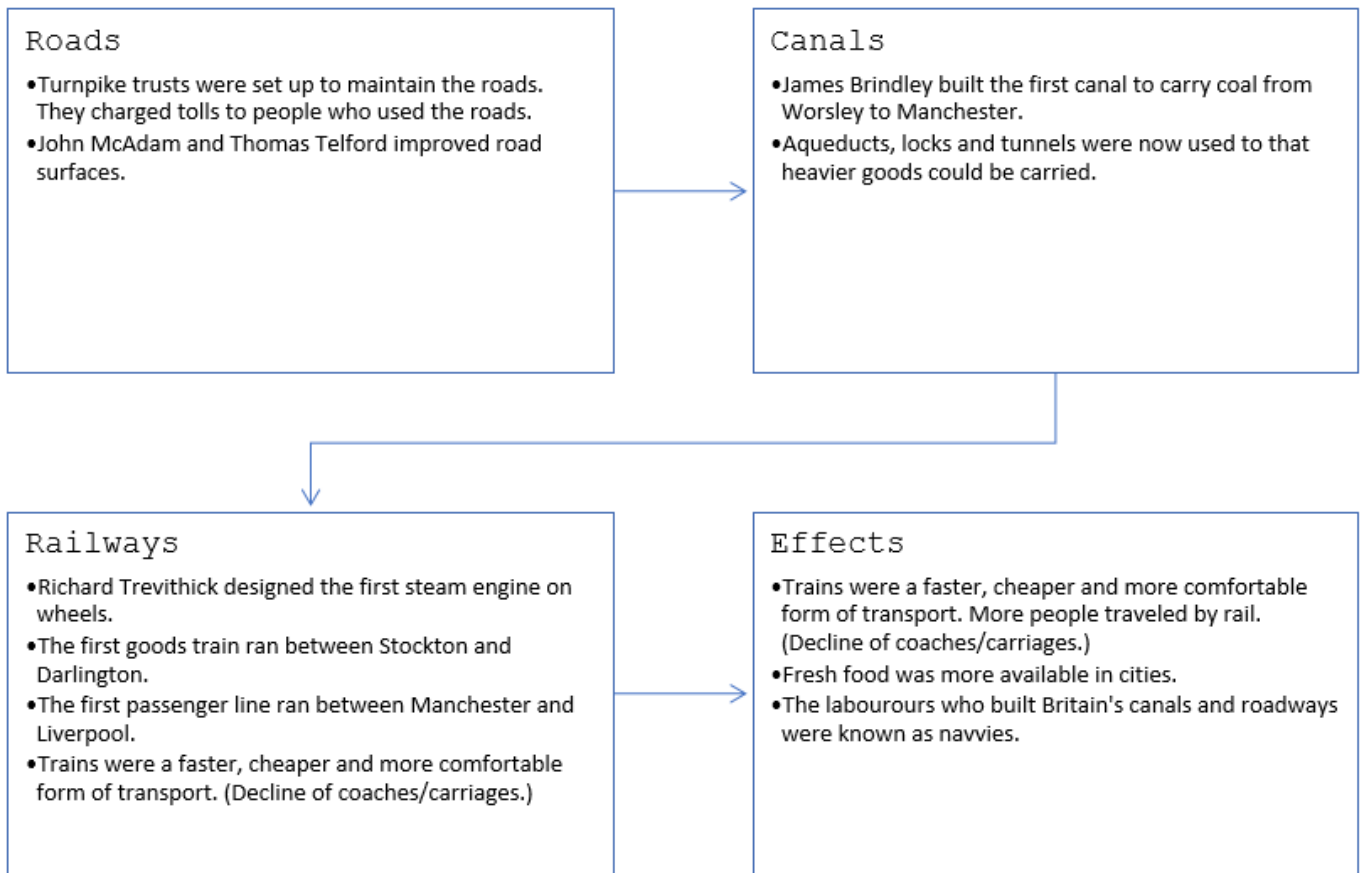 Roads
•Turnpike trusts were set up to maintain the roads.
They charged tolls to people who used the roads.
•John McAdam and Thomas Telford improved road
surfaces.
Canals
•James Brindley built the first canal to carry coal from
Worsley to Manchester.
•Aqueducts, locks and tunnels were now used to that
heavier goods could be carried.
Railways
•Richard Trevithick designed the first steam engine on
wheels.
•The first goods train ran between Stockton and
Darlington.
•The first passenger line ran between Manchester and
Liverpool.
•Trains were a faster, cheaper and more comfortable
form of transport. (Decline of coaches/carriages.)
Effects
•Trains were a faster, cheaper and more comfortable
form of transport. More people traveled by rail.
(Decline of coaches/carriages.)
•Fresh food was more available in cities.
•The labourours who built Britain's canals and roadways
were known as navvies.